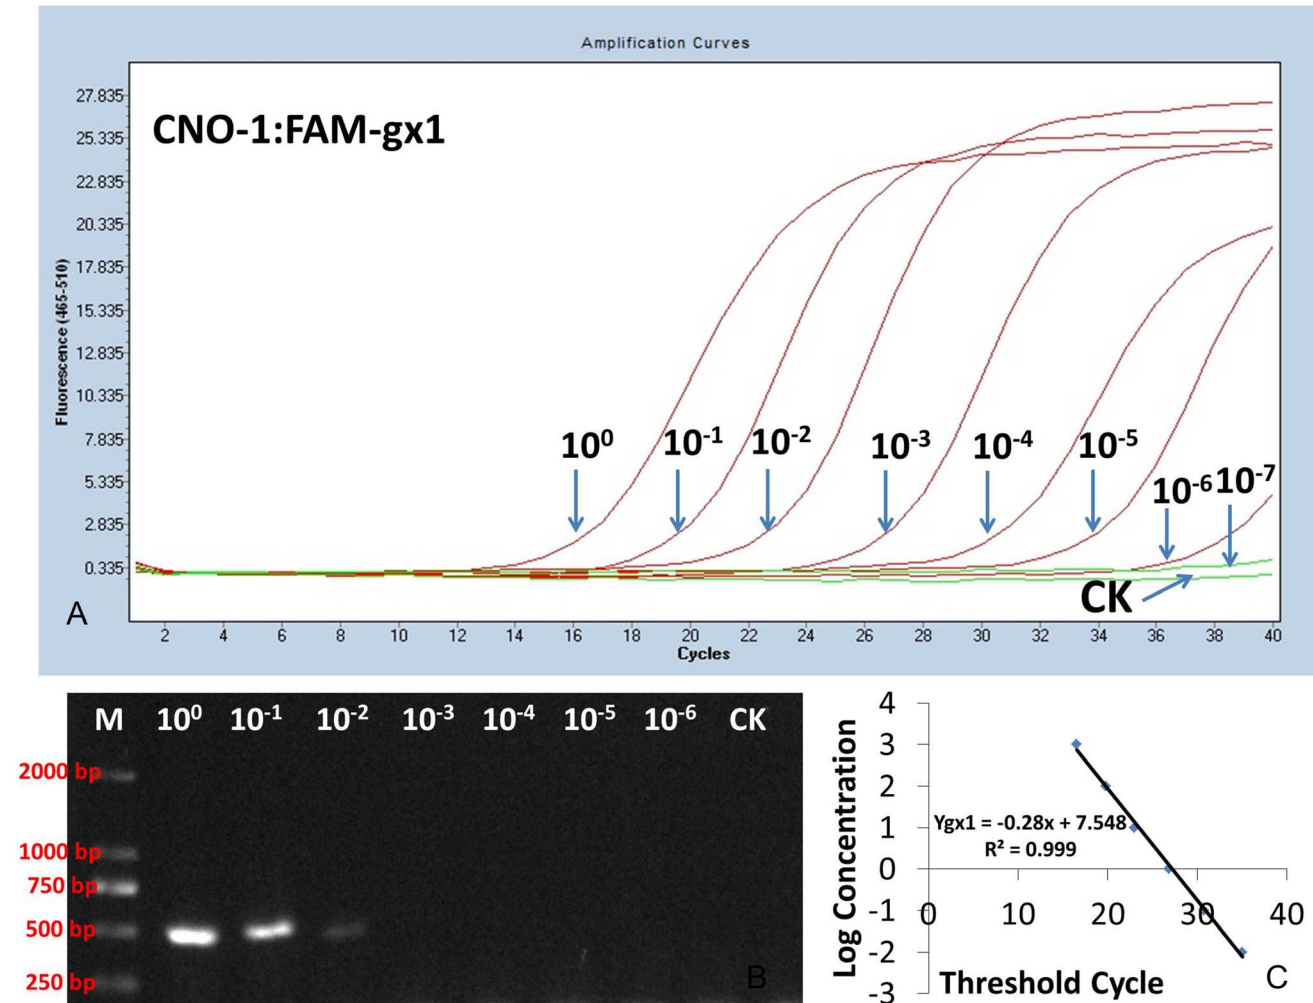 Amplification Curves
CNO-1:FAM-gx1
27.835
25.335
22.835
20.335
17.835
15.335
12.835
10.335
7.835
5.335
2.835
0.335
Fluorescence (465-510)
10⁰ 10⁻¹ 10⁻² 10⁻³ 10⁻⁴ 10⁻⁵ 10⁻⁶ 10⁻⁷
CK
A
2 4 6 8 10 12 14 16 18 20 22 24 26 28 30 32 34 36 38 40
Cycles
M 10⁰ 10⁻¹ 10⁻² 10⁻³ 10⁻⁴ 10⁻⁵ 10⁻⁶ CK
2000 bp
1000 bp
750 bp
500 bp
250 bp
B
Log Concentration
4
3
2
1
0
-1
-2
-3
Ygx1 = -0.28x + 7.548
R² = 0.999
0 10 20 30 40
Threshold Cycle
C